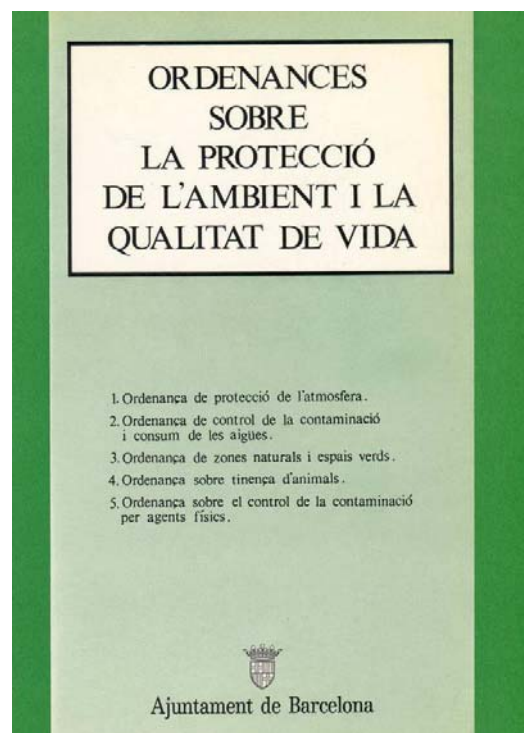 ORDENANCES
SOBRE
LA PROTECCIÓ
DE L'AMBIENT I LA
QUALITAT DE VIDA
1. Ordenança de protecció de l'atmosfera.
2. Ordenança de control de la contaminació
i consum de les aigües.
3. Ordenança de zones naturals i espais verds.
4. Ordenança sobre tinença d'animals.
5. Ordenança sobre el control de la contaminació
per agents físics.
Ajuntament de Barcelona